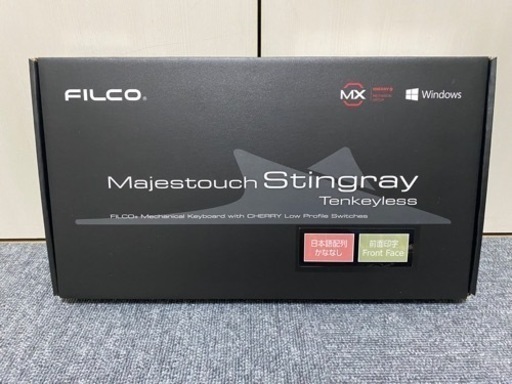 FILCO®
MX
Windows
Majestouch Stingray
Tenkeyless
FILCO® Mechanical Keyboard with CHERRY Low Profile Switches
日本語配列
かななし
前面印字
Front Face